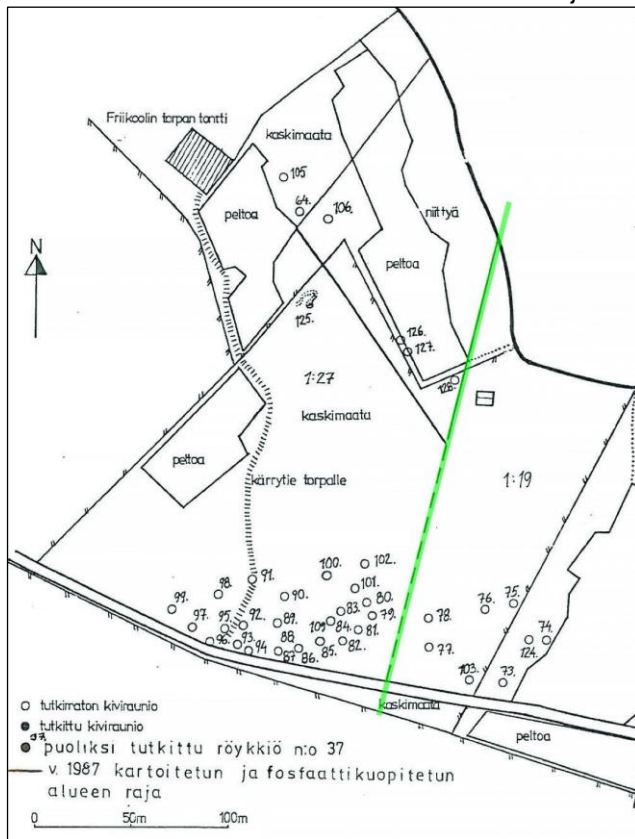 Friikoolin torpan tontti
kaskimaata
105
64.
106.
peltoa
niittyä
N
peltoa
125.
126.
127.
128.
1:27
kaskimaata
peltoa
kärrytie torpalle
1:19
100.
102.
91.
98.
90.
101.
80.
99.
83.
79.
76.
75.
97.
95.
92.
89.
109
84.
81.
78.
96.
93.
94
88.
87.
86.
85.
82.
77.
74.
124.
103.
73.
kaskimaata
peltoa
tutkimaton kiviraunio
tutkittu kiviraunio
37.
puoliksi tutkittu röykkiö n:o 37
v. 1987 kartoitetun ja fosfaattikuopitetun
alueen raja
0 50m 100m